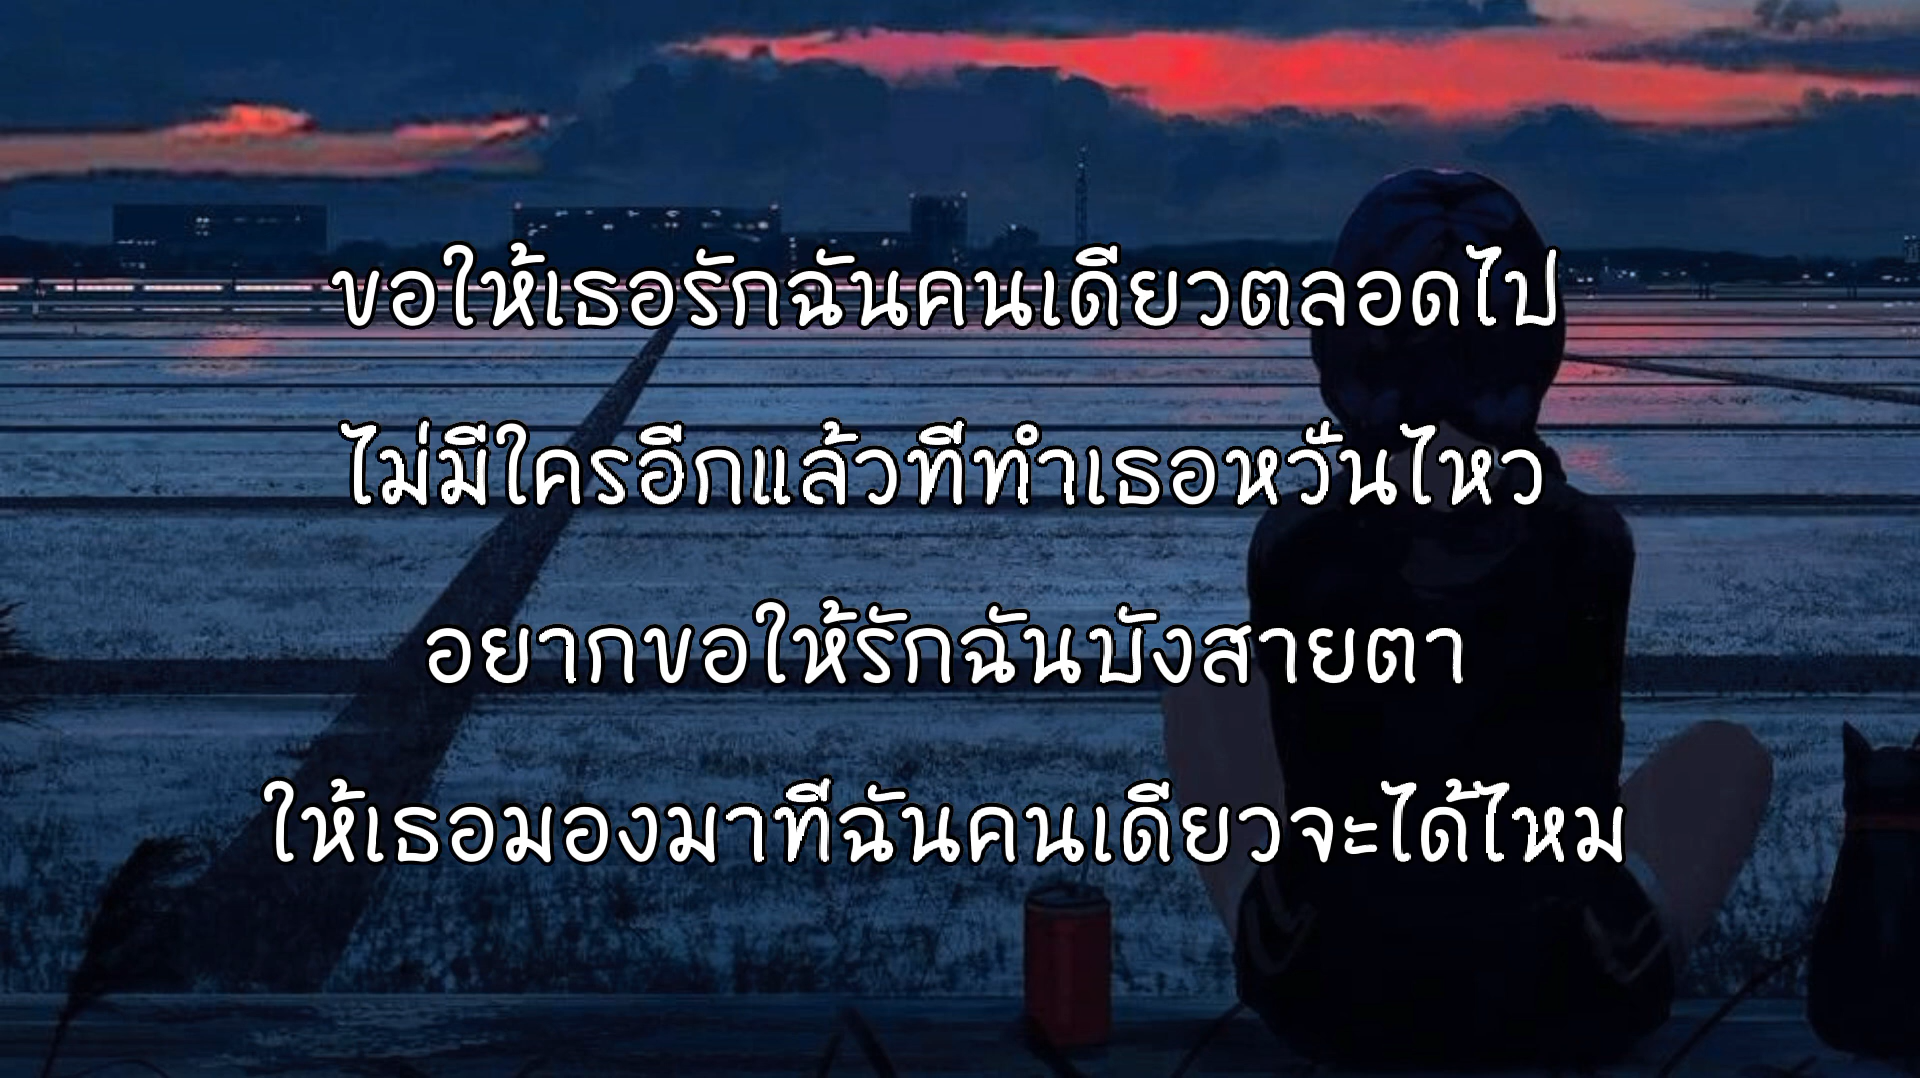 ขอให้เธอรักฉันคนเดียวตลอดไป
ไม่มีใครอีกแล้วที่ทำเธอหวั่นไหว
อยากขอให้รักฉันบังสายตา
ให้เธอมองมาที่ฉันคนเดียวจะได้ไหม